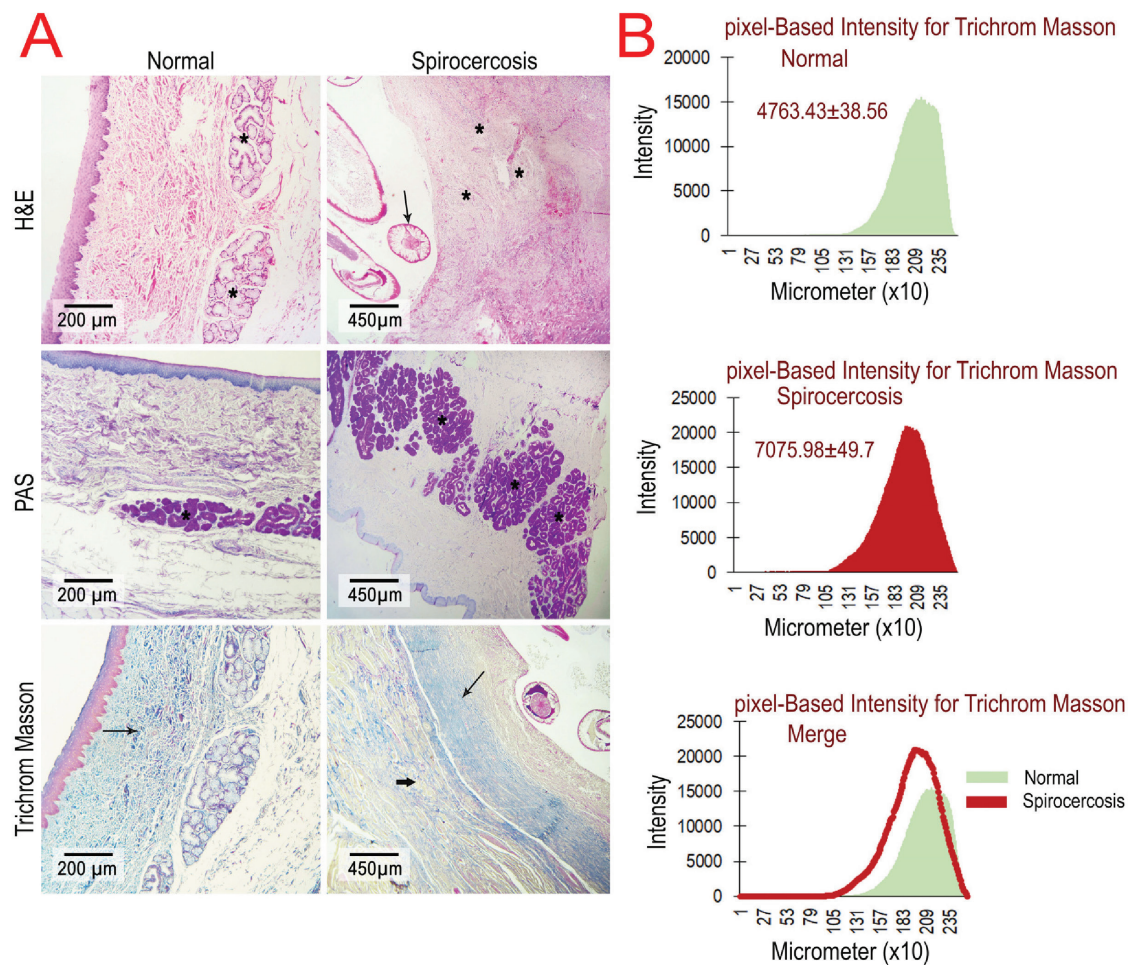 A
Normal
Spirocercosis
H&E
*
*
200 µm
*
*
*
450µm
PAS
*
200 µm
*
*
*
450µm
Trichrom Masson
200 µm
450µm
B
pixel-Based Intensity for Trichrom Masson
Normal
4763.43±38.56
Intensity
20000
15000
10000
5000
0
1 27 53 79 105 131 157 183 209 235
Micrometer (x10)
pixel-Based Intensity for Trichrom Masson
Spirocercosis
7075.98±49.7
Intensity
25000
20000
15000
10000
5000
0
1 27 53 79 105 131 157 183 209 235
Micrometer (x10)
pixel-Based Intensity for Trichrom Masson
Merge
Intensity
25000
20000
15000
10000
5000
0
1 27 53 79 105 131 157 183 209 235
Normal
Spirocercosis
Micrometer (x10)